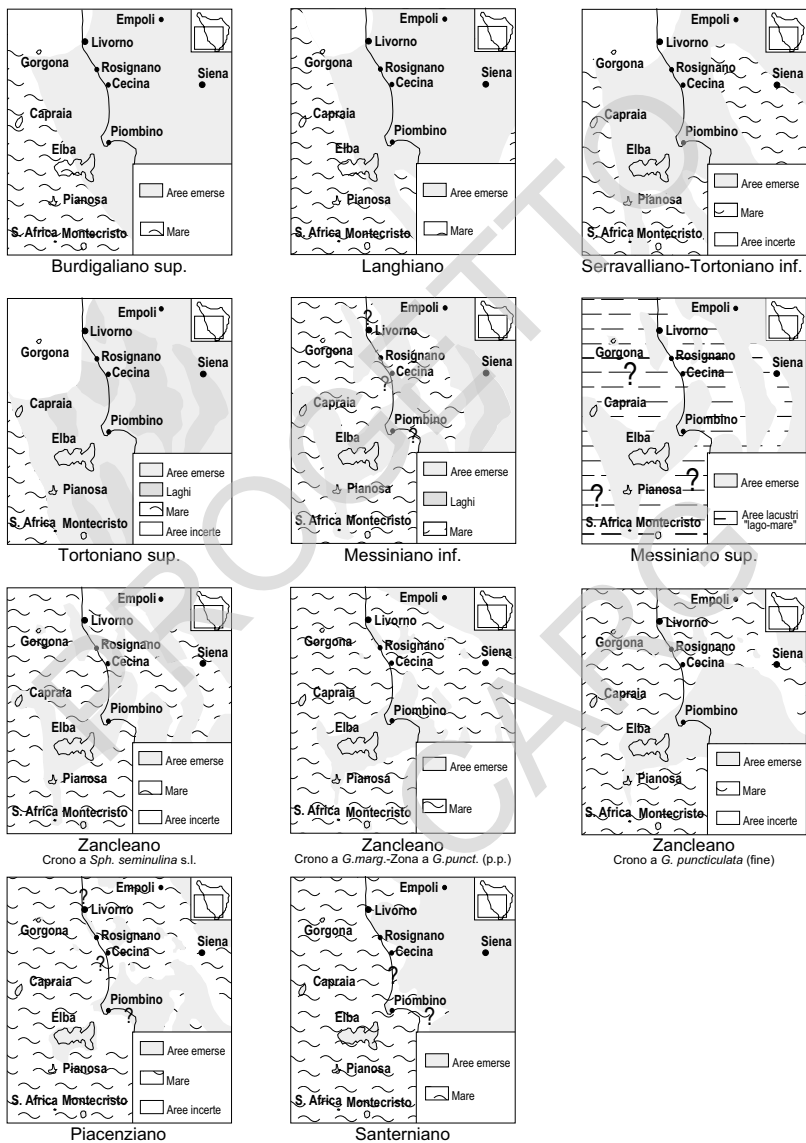 Empoli
Livorno
Gorgona
Rosignano
Cecina
Siena
Capraia
Piombino
Elba
Pianosa
S. Africa Montecristo
Aree emerse
Mare
Burdigaliano sup.
Empoli
Livorno
Gorgona
Rosignano
Cecina
Siena
Capraia
Piombino
Elba
Pianosa
S. Africa Montecristo
Aree emerse
Mare
Langhiano
Empoli
Livorno
Gorgona
Rosignano
Cecina
Siena
Capraia
Piombino
Elba
Pianosa
S. Africa Montecristo
Aree emerse
Mare
Aree incerte
Serravalliano-Tortoniano inf.
Empoli
Livorno
Gorgona
Rosignano
Cecina
Siena
Capraia
Piombino
Elba
Pianosa
S. Africa Montecristo
Aree emerse
Laghi
Mare
Aree incerte
Tortoniano sup.
Empoli
?
Livorno
Gorgona
Rosignano
Cecina
Siena
?
Capraia
Piombino
?
Elba
Pianosa
S. Africa Montecristo
Aree emerse
Laghi
Mare
Messiniano inf.
Empoli
Livorno
Gorgona
Rosignano
Cecina
Siena
?
Capraia
Piombino
Elba
?
Pianosa
?
S. Africa Montecristo
Aree emerse
Aree lacustri
"lago-mare"
Messiniano sup.
Empoli
Livorno
Gorgona
Rosignano
Cecina
Siena
Capraia
Piombino
Elba
Pianosa
S. Africa Montecristo
Aree emerse
Mare
Aree incerte
Zancleano
Crono a Sph. seminulina s.l.
Empoli
Livorno
Gorgona
Rosignano
Cecina
Siena
Capraia
Piombino
Elba
Pianosa
S. Africa Montecristo
Aree emerse
Mare
Zancleano
Crono a G.marg.-Zona a G.punct. (p.p.)
Empoli
Livorno
Gorgona
Rosignano
Cecina
Siena
Capraia
Piombino
Elba
Pianosa
S. Africa Montecristo
Aree emerse
Mare
Aree incerte
Zancleano
Crono a G. puncticulata (fine)
Empoli
?
Livorno
Gorgona
Rosignano
Cecina
Siena
?
Capraia
Piombino
?
Elba
Pianosa
S. Africa Montecristo
Aree emerse
Mare
Aree incerte
Piacenziano
Empoli
Livorno
Gorgona
Rosignano
Cecina
Siena
?
Capraia
Piombino
?
Elba
Pianosa
S. Africa Montecristo
Aree emerse
Mare
Santerniano
PROGETTO
CARG